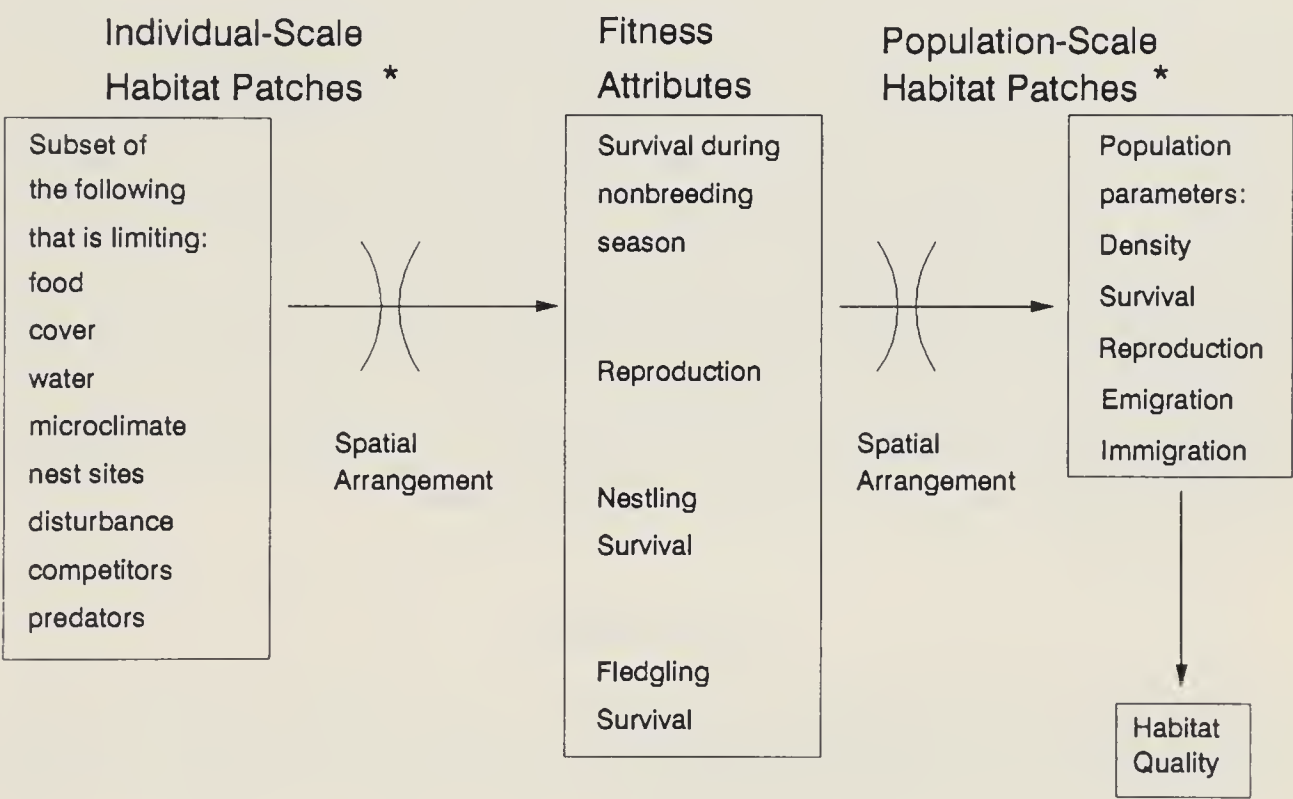 Individual-Scale
Habitat Patches *
Subset of
the following
that is limiting:
food
cover
water
microclimate
nest sites
disturbance
competitors
predators
Spatial
Arrangement
Fitness
Attributes
Survival during
nonbreeding
season
Reproduction
Nestling
Survival
Fledgling
Survival
Spatial
Arrangement
Population-Scale
Habitat Patches *
Population
parameters:
Density
Survival
Reproduction
Emigration
Immigration
Habitat
Quality